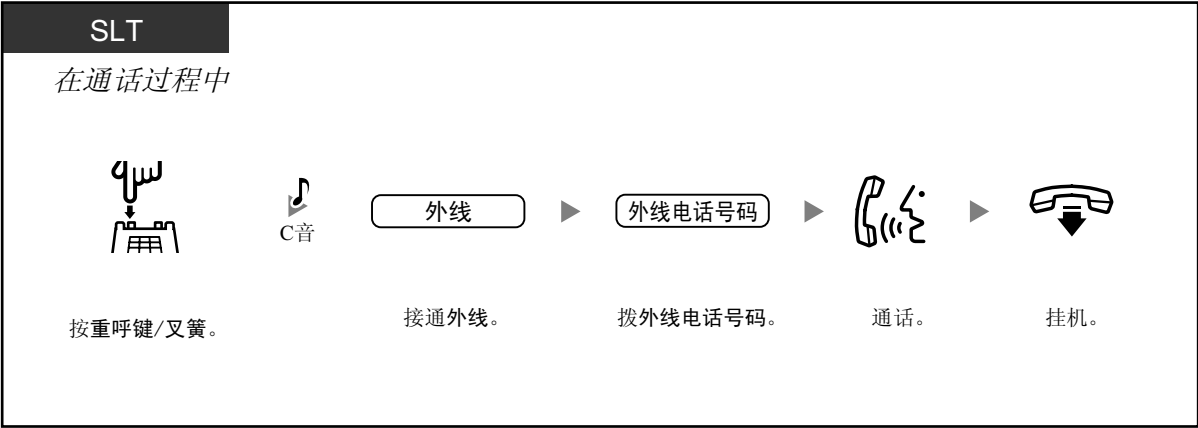 SLT
在通话过程中
C音
外线
外线电话号码
按重呼键/叉簧。
接通外线。
拨外线电话号码。
通话。
挂机。